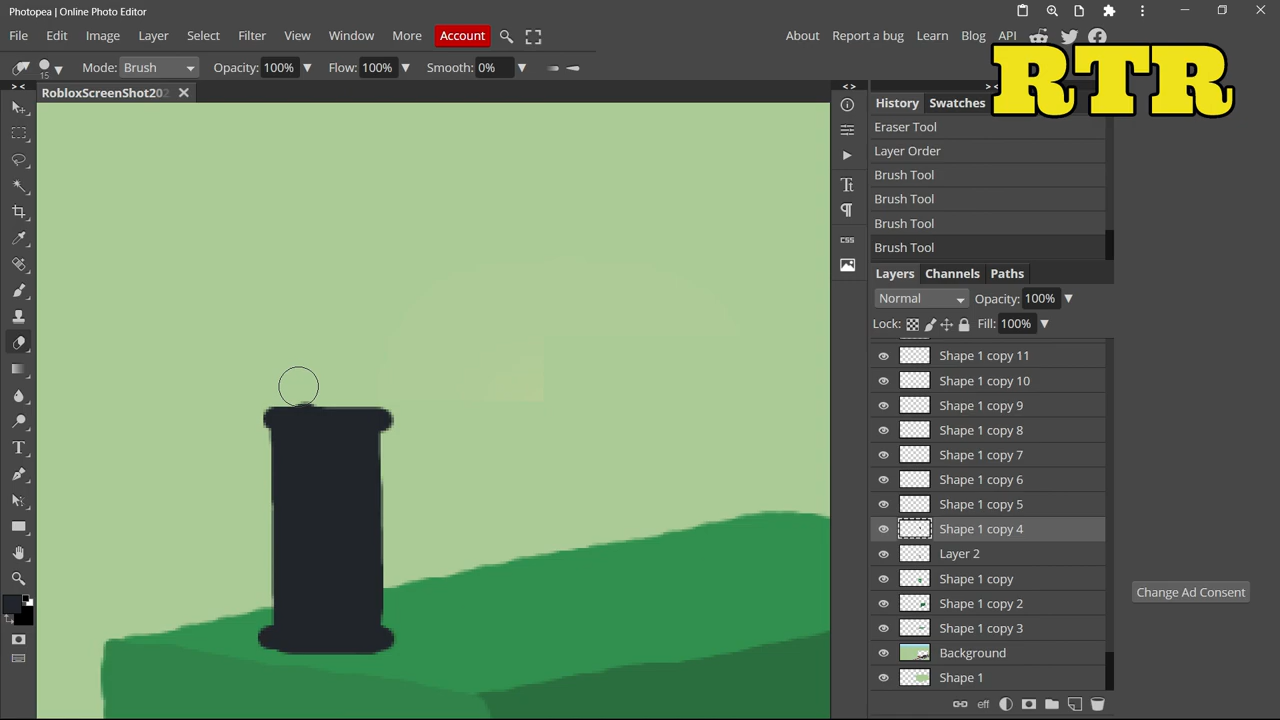 Photopea | Online Photo Editor
File Edit Image Layer Select Filter View Window More Account
About Report a bug Learn Blog API
15 Mode: Brush Opacity: 100% Flow: 100% Smooth: 0%
RTR
RobloxScreenShot202
History Swatches
Eraser Tool
Layer Order
Brush Tool
Brush Tool
Brush Tool
Brush Tool
CSS
Layers Channels Paths
Normal Opacity: 100%
Lock: Fill: 100%
Shape 1 copy 11
Shape 1 copy 10
Shape 1 copy 9
Shape 1 copy 8
Shape 1 copy 7
Shape 1 copy 6
Shape 1 copy 5
Shape 1 copy 4
Layer 2
Shape 1 copy
Shape 1 copy 2
Shape 1 copy 3
Background
Shape 1
eff
Change Ad Consent